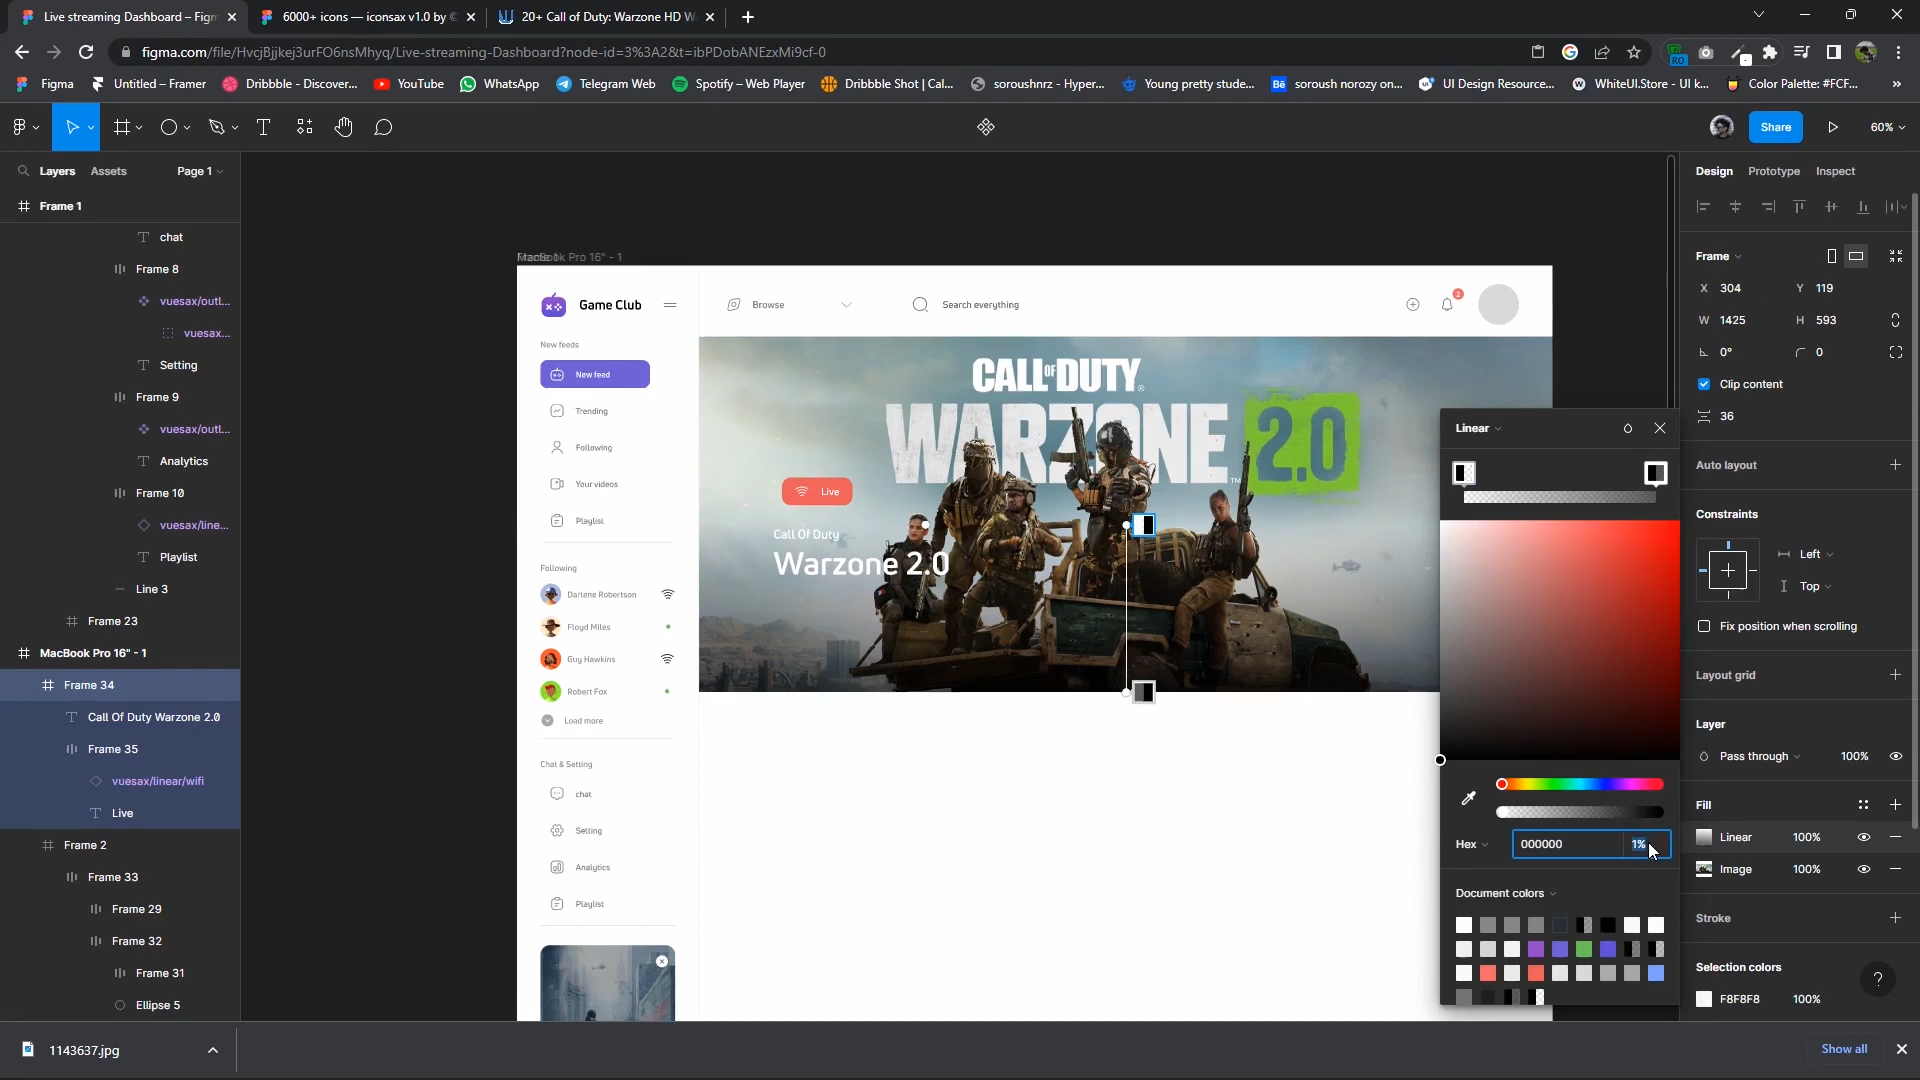 Live streaming Dashboard – Figm
6000+ icons — iconsax v1.0 by
20+ Call of Duty: Warzone HD W
figma.com/file/HvcjBjjkej3urFO6nsMhyq/Live-streaming-Dashboard?node-id=3%3A2&t=ibPDobANEzxMi9cf-0
RO
Figma
Untitled – Framer
Dribbble - Discover...
YouTube
WhatsApp
Telegram Web
Spotify – Web Player
Dribbble Shot | Cal...
soroushnrz - Hyper...
Young pretty stude...
Bē soroush norozy on...
UI Design Resource...
WhiteUI.Store - UI k...
Color Palette: #FCF...
»
Share
60%
Layers
Assets
Page 1
Frame 1
chat
Frame 8
vuesax/outl...
vuesax...
Setting
Frame 9
vuesax/outl...
Analytics
Frame 10
vuesax/line...
Playlist
Line 3
Frame 23
MacBook Pro 16" - 1
Frame 34
Call Of Duty Warzone 2.0
Frame 35
vuesax/linear/wifi
Live
Frame 2
Frame 33
Frame 29
Frame 32
Frame 31
Ellipse 5
Game Club
Browse
Search everything
2
New feeds
New feed
Trending
Following
Your videos
Playlist
Following
Darlene Robertson
Floyd Miles
Guy Hawkins
Robert Fox
Load more
Chat & Setting
chat
Setting
Analytics
Playlist
CALL OF DUTY
WARZONE 2.0
TM
Live
Call Of Duty
Warzone 2.0
Linear
Hex
000000
1%
Document colors
Design
Prototype
Inspect
Frame
X 304
Y 119
W 1425
H 593
0°
0
Clip content
36
Auto layout
Constraints
Left
Top
Fix position when scrolling
Layout grid
Layer
Pass through
100%
Fill
Linear
100%
Image
100%
Stroke
Selection colors
F8F8F8
100%
?
1143637.jpg
Show all